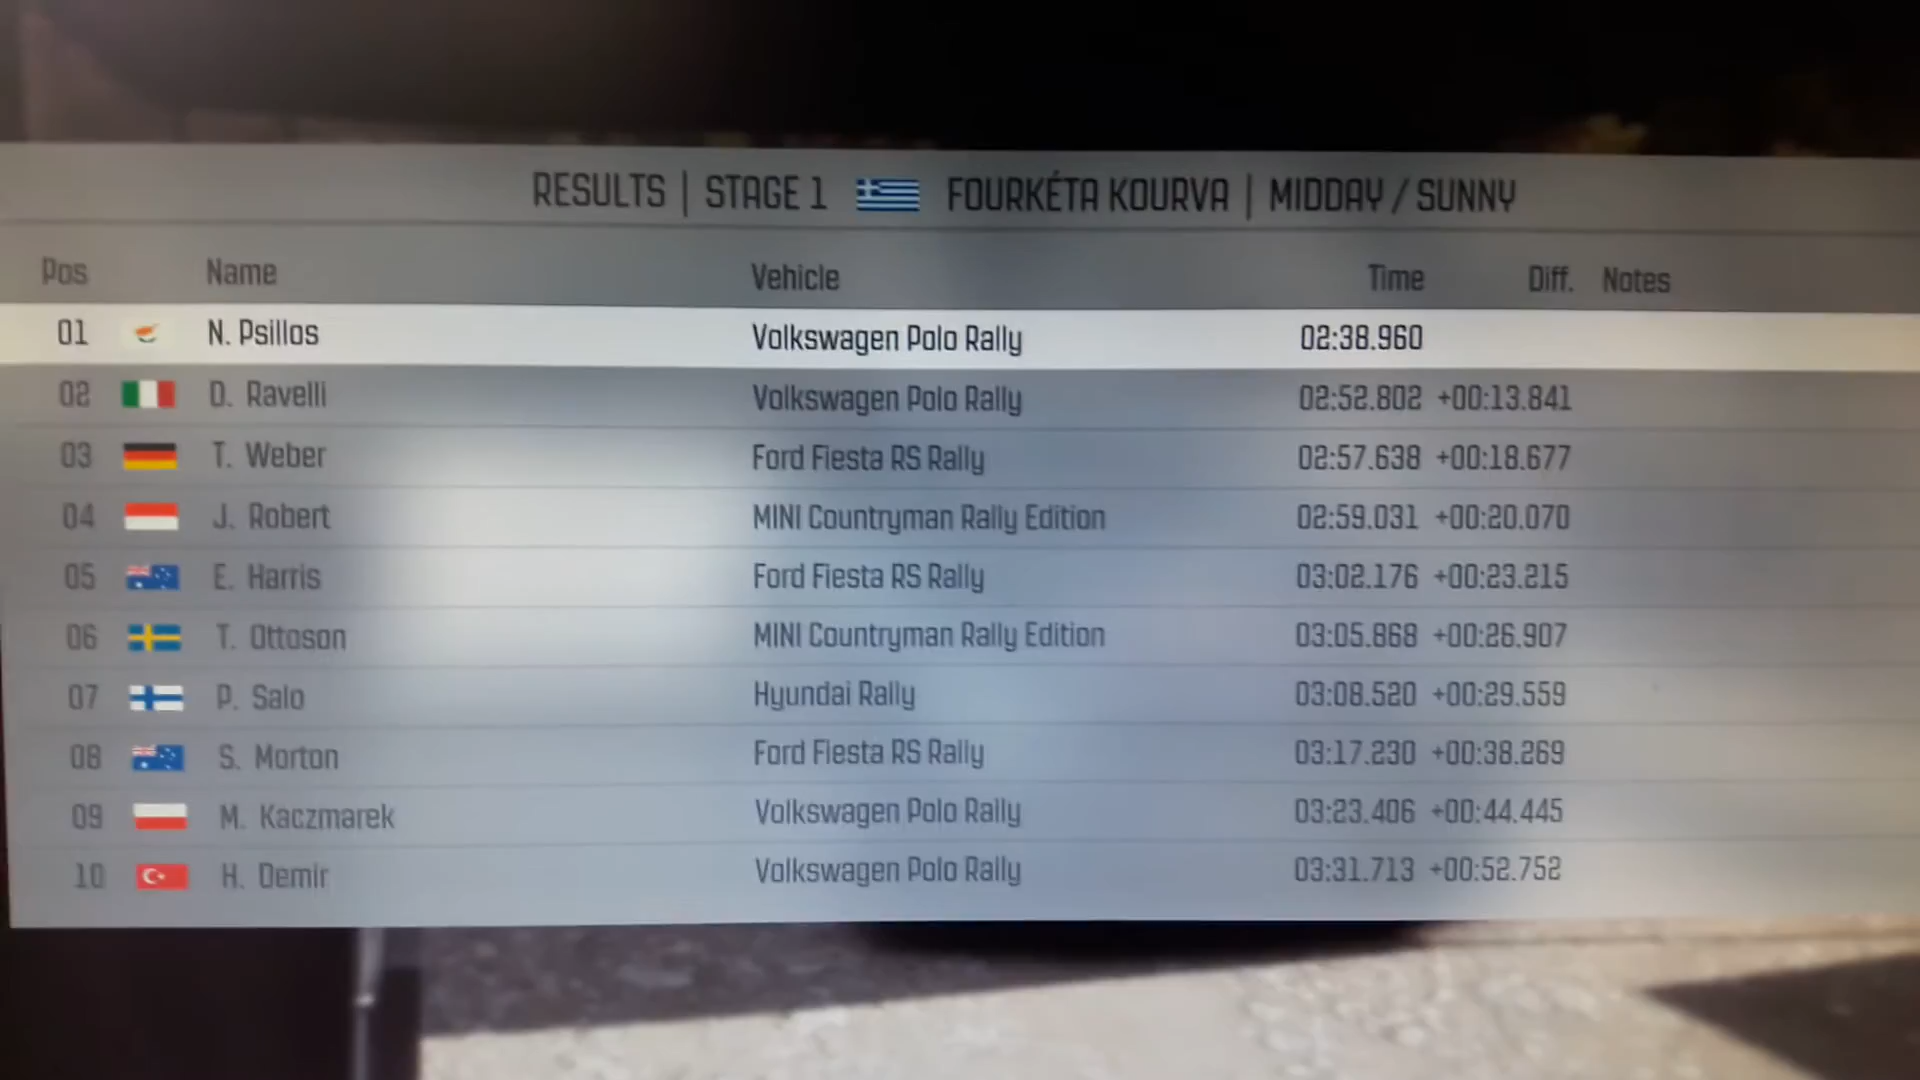 RESULTS | STAGE 1 FOURKÉTA KOURVA | MIDDAY / SUNNY
Pos Name Vehicle Time Diff. Notes
01 N. Psillos Volkswagen Polo Rally 02:38.960
02 D. Ravelli Volkswagen Polo Rally 02:52.802 +00:13.841
03 T. Weber Ford Fiesta RS Rally 02:57.638 +00:18.677
04 J. Robert MINI Countryman Rally Edition 02:59.031 +00:20.070
05 E. Harris Ford Fiesta RS Rally 03:02.176 +00:23.215
06 T. Ottoson MINI Countryman Rally Edition 03:05.868 +00:26.907
07 P. Salo Hyundai Rally 03:08.520 +00:29.559
08 S. Morton Ford Fiesta RS Rally 03:17.230 +00:38.269
09 M. Kaczmarek Volkswagen Polo Rally 03:23.406 +00:44.445
10 H. Demir Volkswagen Polo Rally 03:31.713 +00:52.752